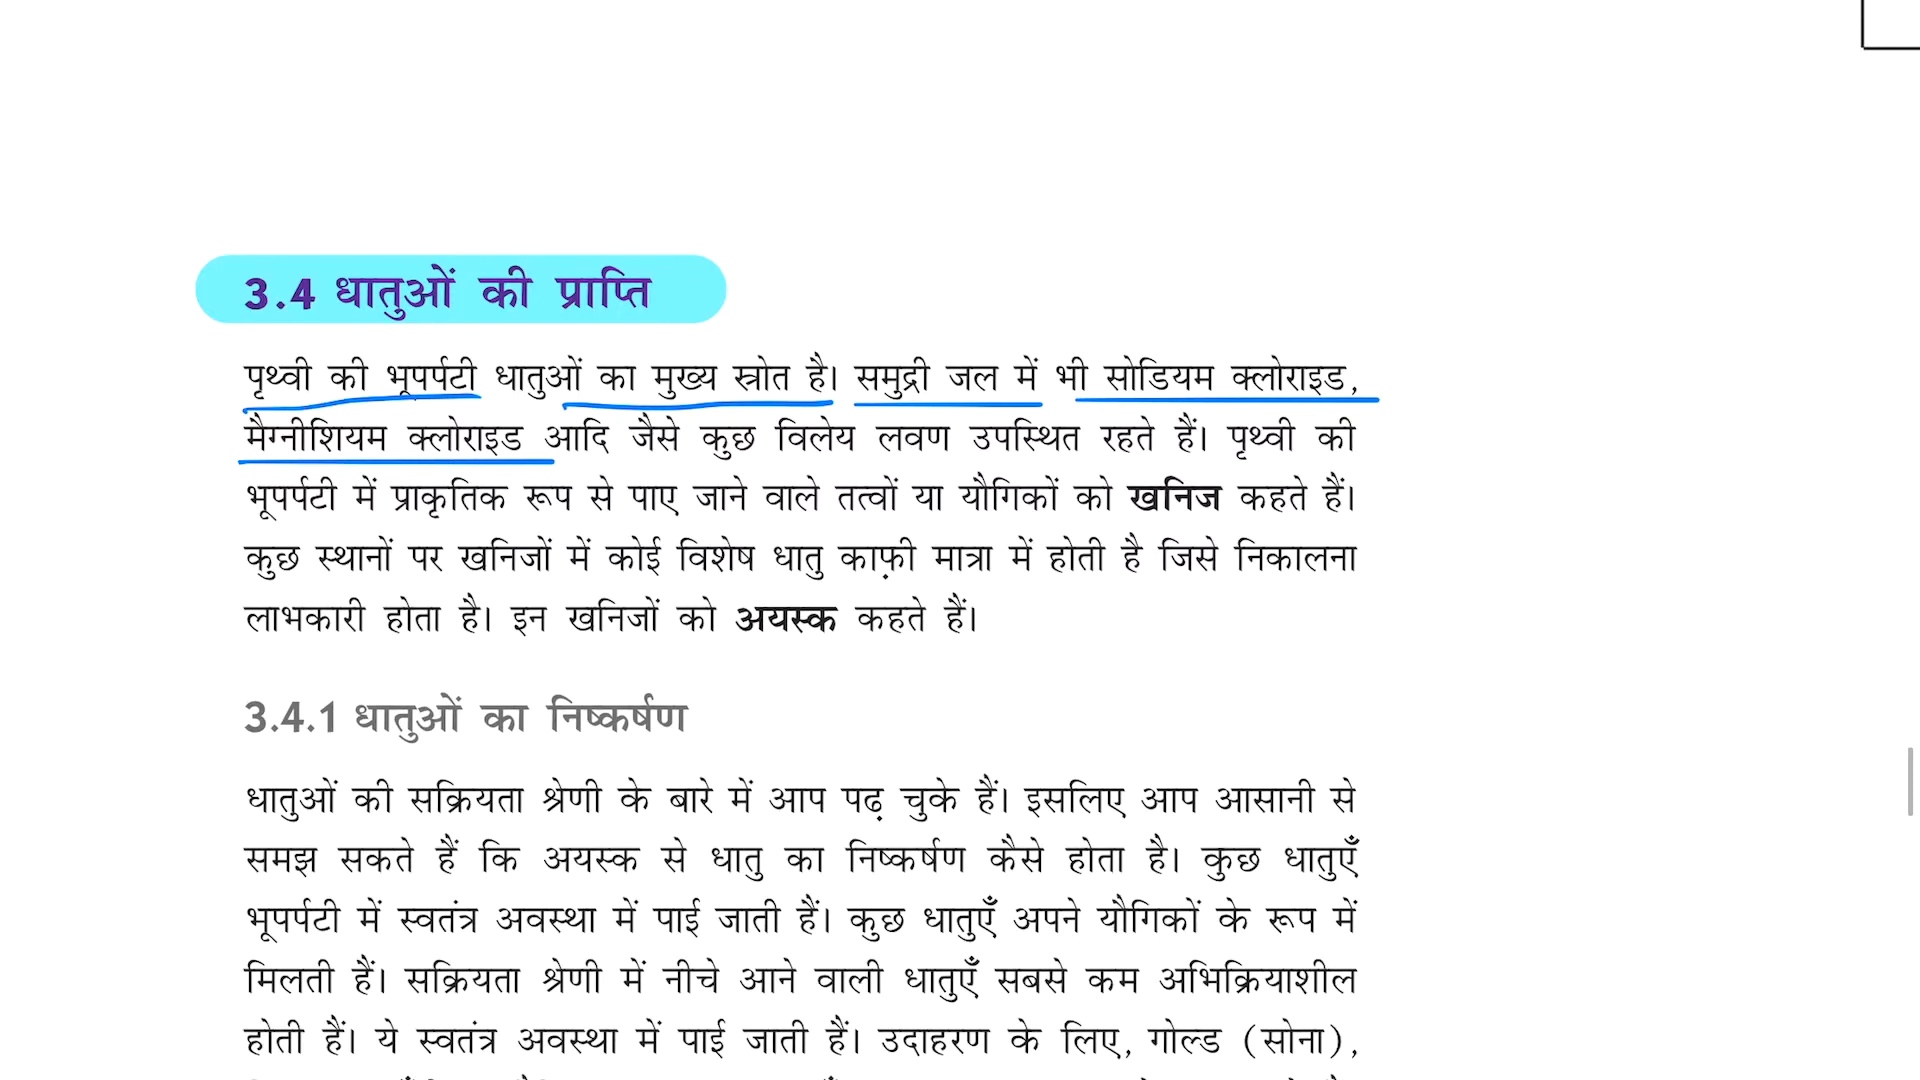 3.4 धातुओं की प्राप्ति
पृथ्वी की भूपर्पटी धातुओं का मुख्य स्रोत है। समुद्री जल में भी सोडियम क्लोराइड,
मैग्नीशियम क्लोराइड आदि जैसे कुछ विलेय लवण उपस्थित रहते हैं। पृथ्वी की
भूपर्पटी में प्राकृतिक रूप से पाए जाने वाले तत्वों या यौगिकों को खनिज कहते हैं।
कुछ स्थानों पर खनिजों में कोई विशेष धातु काफ़ी मात्रा में होती है जिसे निकालना
लाभकारी होता है। इन खनिजों को अयस्क कहते हैं।
3.4.1 धातुओं का निष्कर्षण
धातुओं की सक्रियता श्रेणी के बारे में आप पढ़ चुके हैं। इसलिए आप आसानी से
समझ सकते हैं कि अयस्क से धातु का निष्कर्षण कैसे होता है। कुछ धातुएँ
भूपर्पटी में स्वतंत्र अवस्था में पाई जाती हैं। कुछ धातुएँ अपने यौगिकों के रूप में
मिलती हैं। सक्रियता श्रेणी में नीचे आने वाली धातुएँ सबसे कम अभिक्रियाशील
होती हैं। ये स्वतंत्र अवस्था में पाई जाती हैं। उदाहरण के लिए, गोल्ड (सोना),